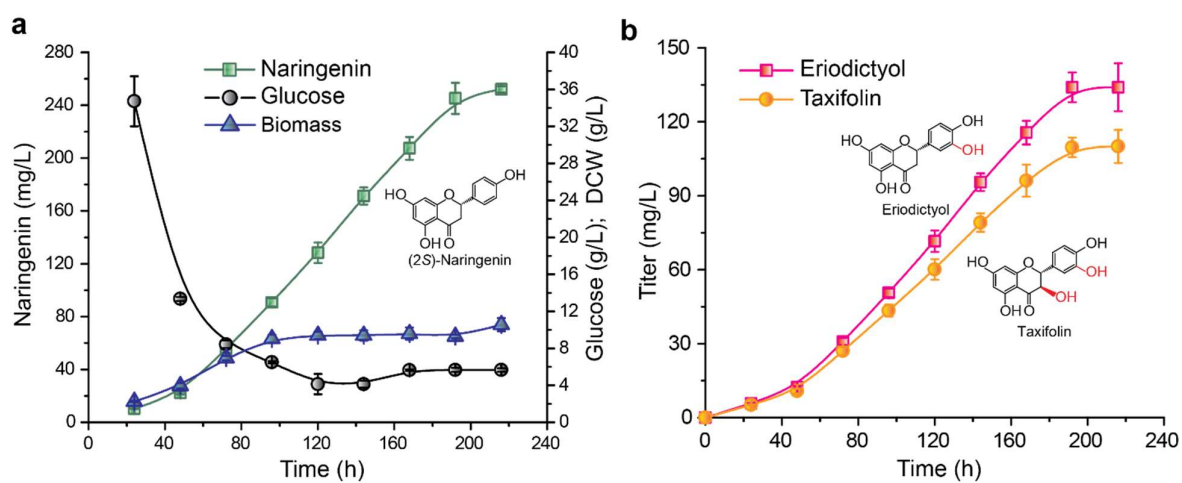 a
280
240
200
160
120
80
40
0
Naringenin (mg/L)
Naringenin
Glucose
Biomass
HO
O
OH
OH
O
(2S)-Naringenin
40
36
32
28
24
20
16
12
8
4
0
Glucose (g/L); DCW (g/L)
0 40 80 120 160 200 240
Time (h)
b
150
120
90
60
30
0
Titer (mg/L)
Eriodictyol
Taxifolin
OH
HO
O
OH
OH
O
Eriodictyol
OH
HO
O
OH
OH
OH
O
Taxifolin
0 40 80 120 160 200 240
Time (h)